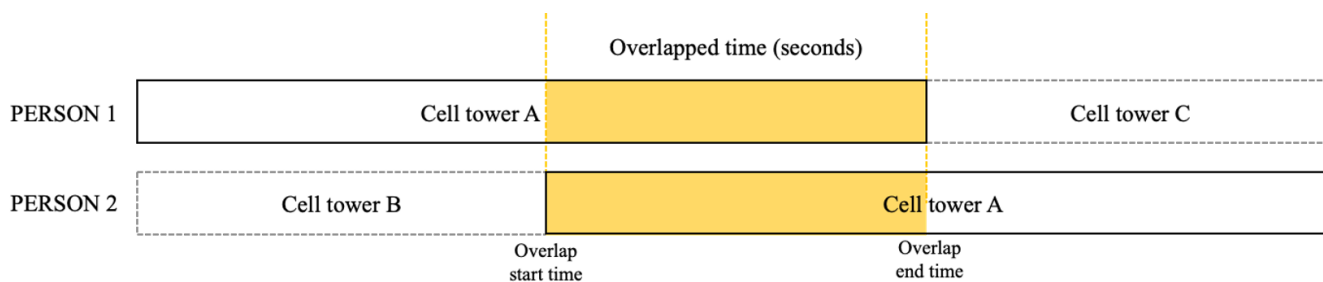 Overlapped time (seconds)
PERSON 1
Cell tower A
Cell tower C
PERSON 2
Cell tower B
Cell tower A
Overlap
start time
Overlap
end time